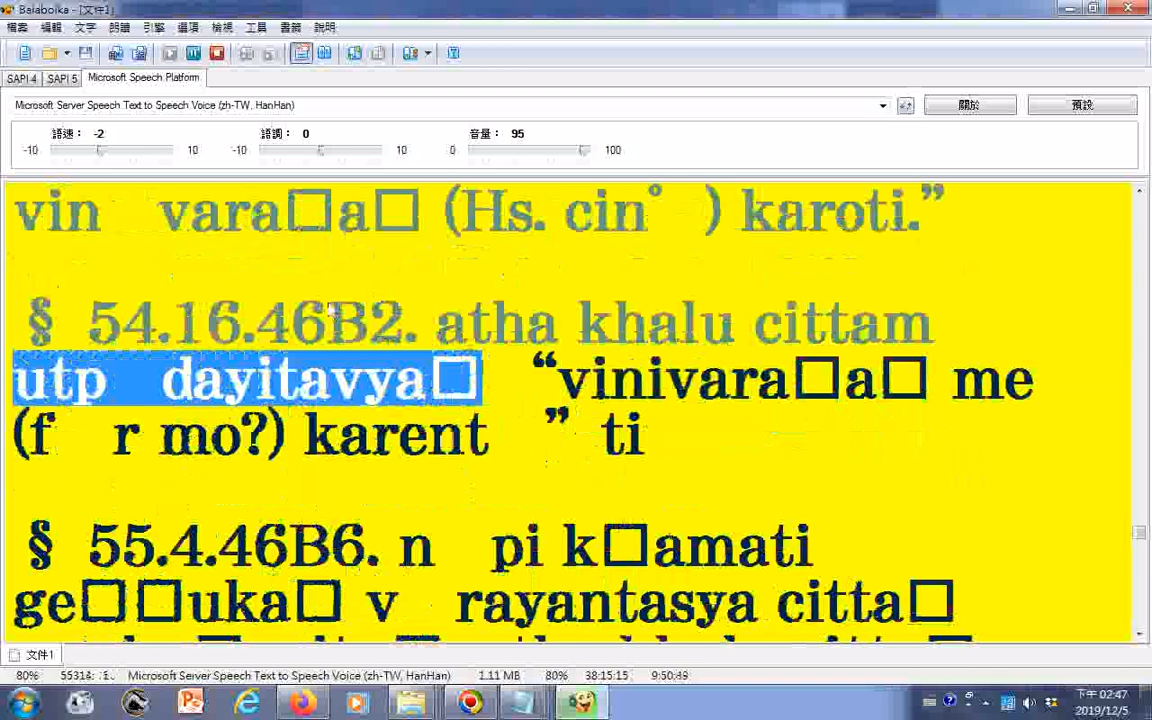 Balabolka - [文件1]
檔案 編輯 文字 朗讀 引擎 選項 檢視 工具 書籤 說明
SAPI 4 SAPI 5 Microsoft Speech Platform
Microsoft Server Speech Text to Speech Voice (zh-TW, HanHan) 關於 預設
語速： -2 語調： 0 音量： 95
-10 10 -10 10 0 100
vin vara□a□ (Hs. cin° ) karoti.”
§ 54.16.46B2. atha khalu cittam
utp dayitavya□ “vinivara□a□ me
(f r mo?) karent ” ti
§ 55.4.46B6. n pi k□amati
ge□□uka□ v rayantasya citta□
文件1
80% Microsoft Server Speech Text to Speech Voice (zh-TW, HanHan) 1.11 MB 80% 38:15:15 9:50:49
下午 02:47
2019/12/5